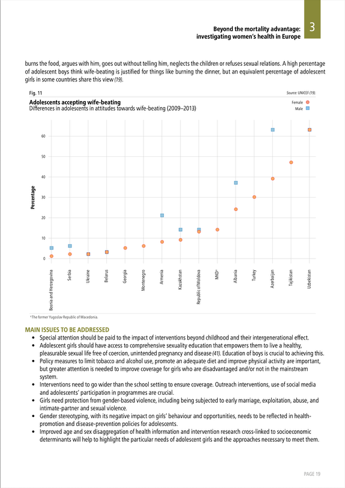 Beyond the mortality advantage:
investigating women's health in Europe
3
burns the food, argues with him, goes out without telling him, neglects the children or refuses sexual relations. A high percentage
of adolescent boys think wife-beating is justified for things like burning the dinner, but an equivalent percentage of adolescent
girls in some countries share this view (19).
Fig. 11
Source: UNICEF (19).
Adolescents accepting wife-beating
Differences in adolescents in attitudes towards wife-beating (2009–2013)
Female
Male
Percentage
60
50
40
30
20
10
0
Bosnia and Herzegovina
Serbia
Ukraine
Belarus
Georgia
Montenegro
Armenia
Kazakhstan
Republic of Moldova
MKDᵃ
Albania
Turkey
Azerbaijan
Tajikistan
Uzbekistan
ᵃ The former Yugoslav Republic of Macedonia.
MAIN ISSUES TO BE ADDRESSED
• Special attention should be paid to the impact of interventions beyond childhood and their intergenerational effect.
• Adolescent girls should have access to comprehensive sexuality education that empowers them to live a healthy,
pleasurable sexual life free of coercion, unintended pregnancy and disease (41). Education of boys is crucial to achieving this.
• Policy measures to limit tobacco and alcohol use, promote an adequate diet and improve physical activity are important,
but greater attention is needed to improve coverage for girls who are disadvantaged and/or not in the mainstream
system.
• Interventions need to go wider than the school setting to ensure coverage. Outreach interventions, use of social media
and adolescents' participation in programmes are crucial.
• Girls need protection from gender-based violence, including being subjected to early marriage, exploitation, abuse, and
intimate-partner and sexual violence.
• Gender stereotyping, with its negative impact on girls' behaviour and opportunities, needs to be reflected in health-
promotion and disease-prevention policies for adolescents.
• Improved age and sex disaggregation of health information and intervention research cross-linked to socioeconomic
determinants will help to highlight the particular needs of adolescent girls and the approaches necessary to meet them.
PAGE 19